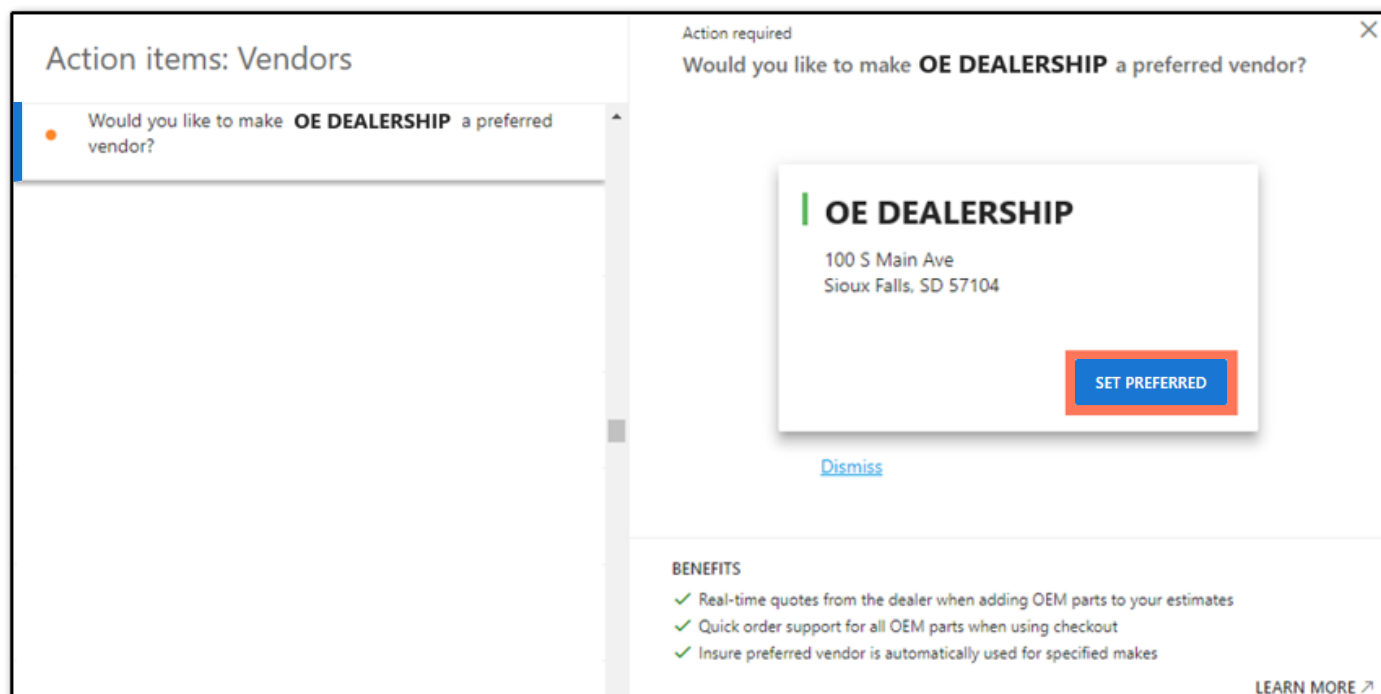 Action items: Vendors
Would you like to make OE DEALERSHIP a preferred
vendor?
Action required
Would you like to make OE DEALERSHIP a preferred vendor?
OE DEALERSHIP
100 S Main Ave
Sioux Falls, SD 57104
SET PREFERRED
Dismiss
BENEFITS
Real-time quotes from the dealer when adding OEM parts to your estimates
Quick order support for all OEM parts when using checkout
Insure preferred vendor is automatically used for specified makes
LEARN MORE